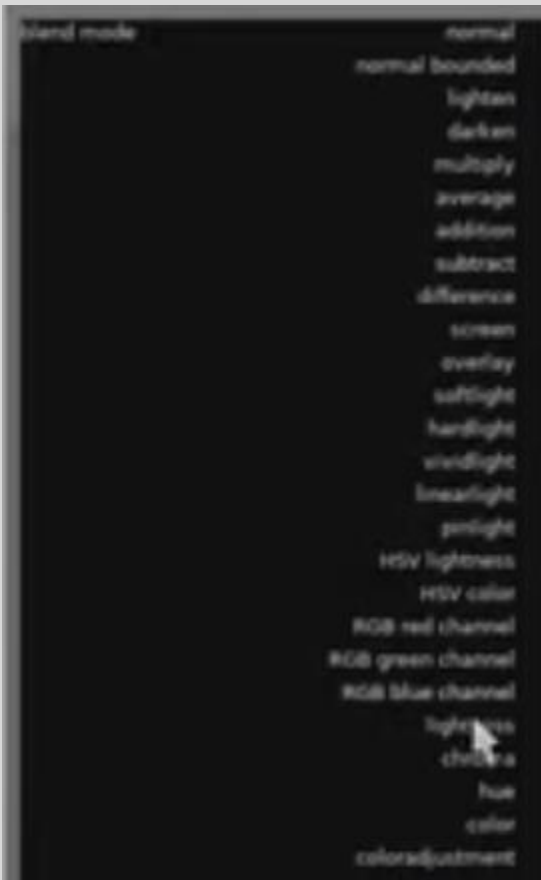 blend mode normal
normal bounded
lighten
darken
multiply
average
addition
subtract
difference
screen
overlay
softlight
hardlight
vividlight
linearlight
pinlight
HSV lightness
HSV color
RGB red channel
RGB green channel
RGB blue channel
lightness
chroma
hue
color
coloradjustment